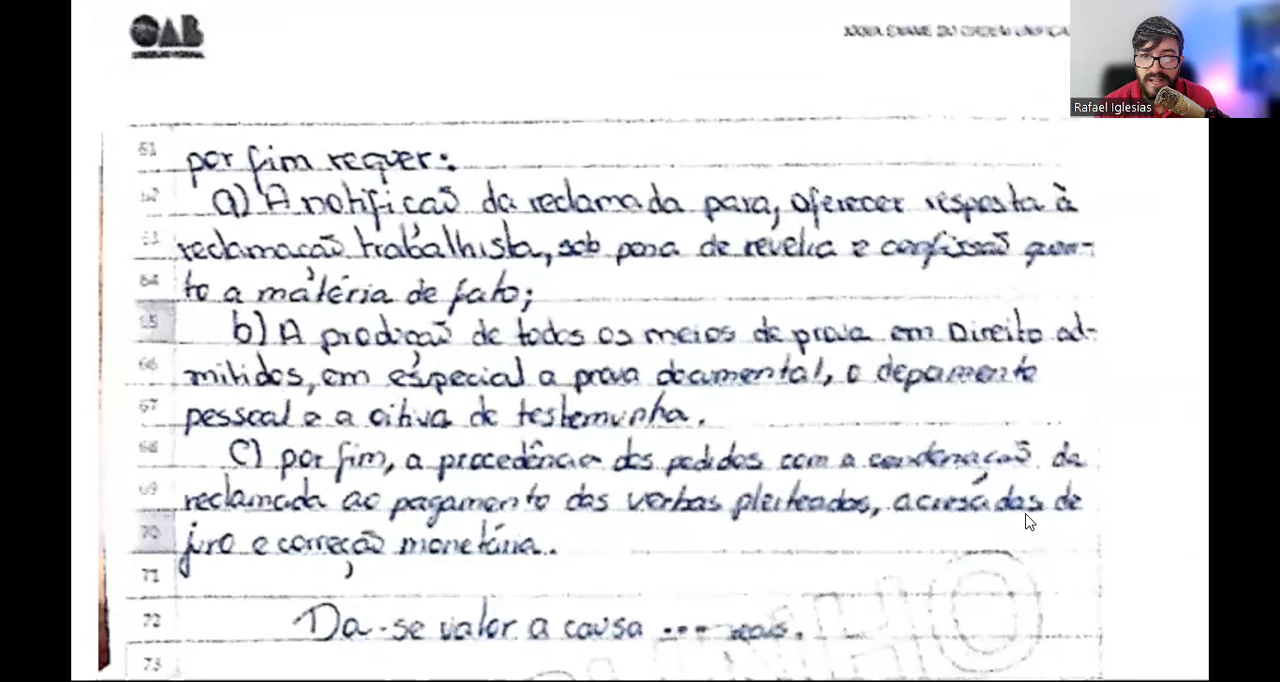 OAB
CONSELHO FEDERAL
EXAME DE ORDEM
Rafael Iglesias
61 por fim requer:
62 a) A notificação da reclamada para, oferecer resposta à
63 reclamação trabalhista, sob pena de revelia e confissão quan-
64 to a matéria de fato;
65 b) A produção de todos os meios de prova em Direito ad-
66 mitidos, em especial a prova documental, o depoimento
67 pessoal e a oitiva de testemunha.
68 c) por fim, a procedência dos pedidos com a condenação da
69 reclamada ao pagamento das verbas pleiteadas, de
70 juro e correção monetária.
71
72 Da-se valor a causa ... reais.
73